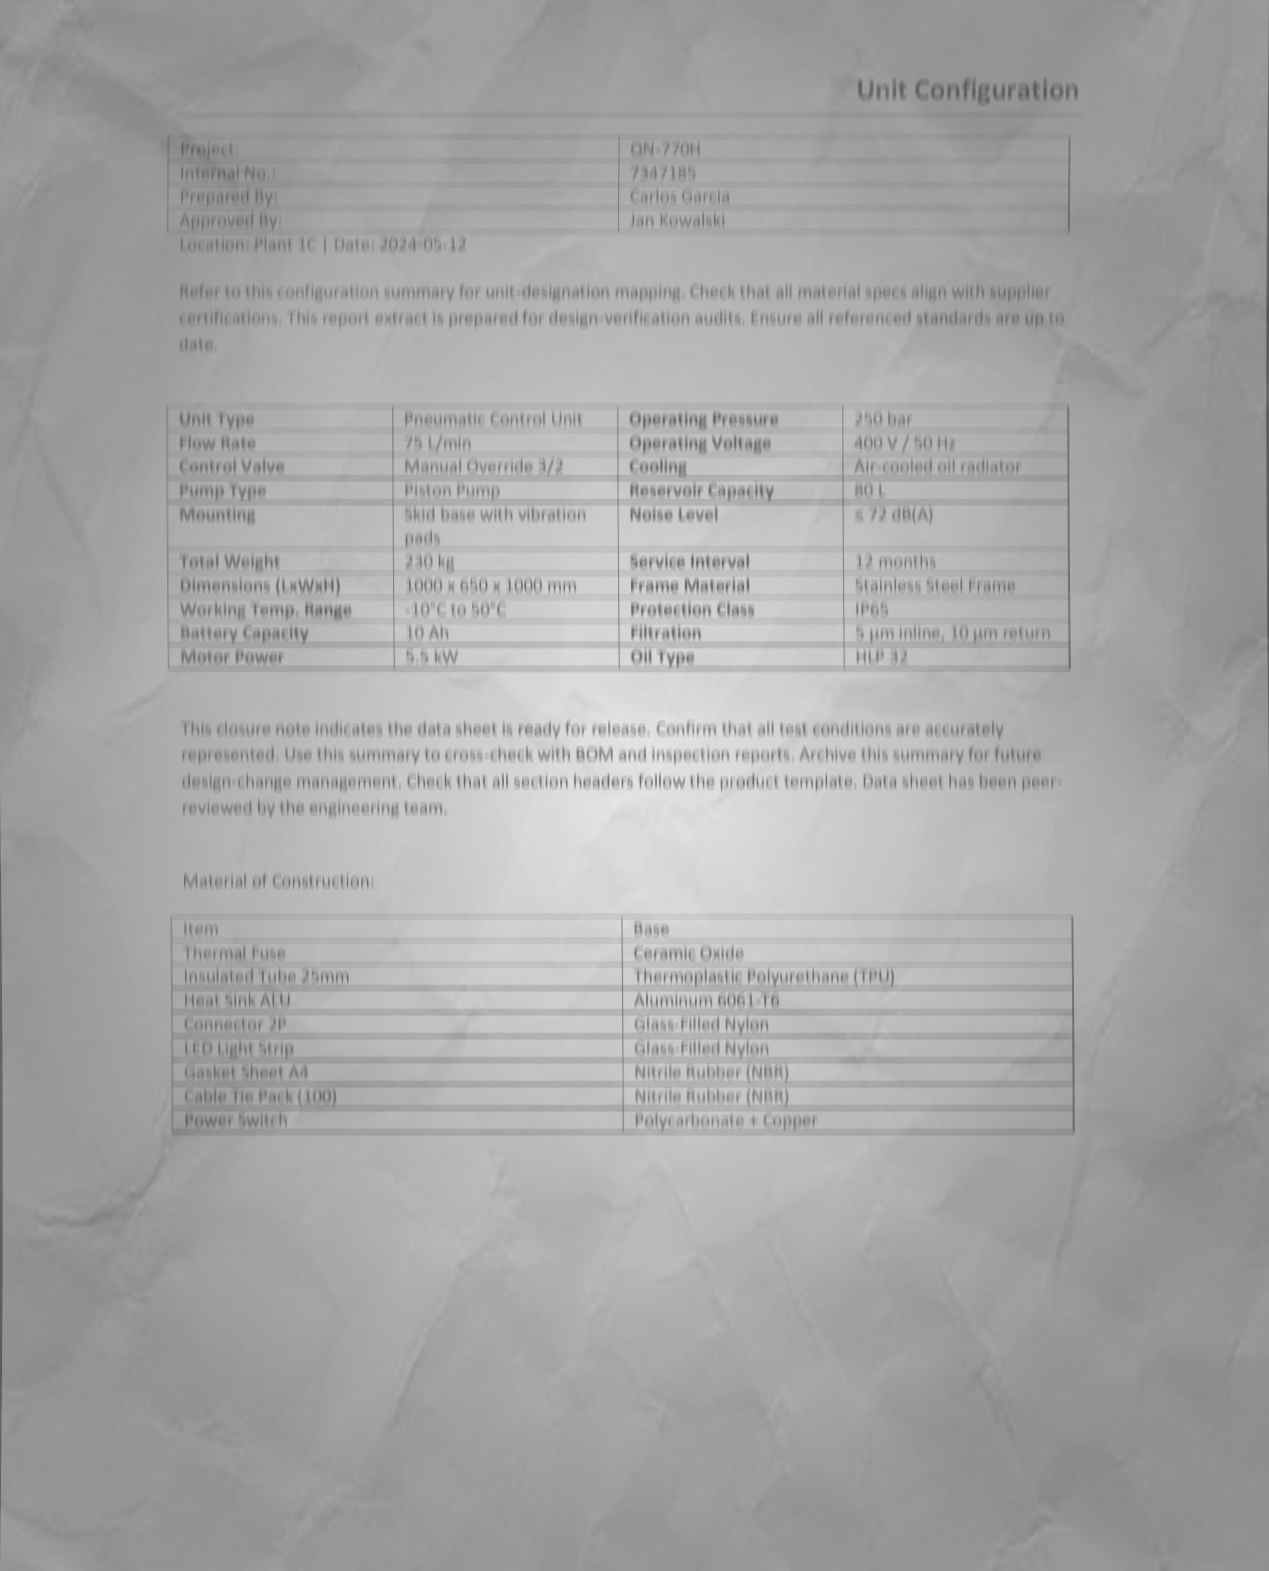 Unit Configuration
Project: QN-770H
Internal No.: 7347185
Prepared By: Carlos Garcia
Approved By: Jan Kowalski
Location: Plant 1C | Date: 2024-05-12
Refer to this configuration summary for unit-designation mapping. Check that all material specs align with supplier
certifications. This report extract is prepared for design-verification audits. Ensure all referenced standards are up to
date.
Unit Type Pneumatic Control Unit Operating Pressure 250 bar
Flow Rate 75 L/min Operating Voltage 400 V / 50 Hz
Control Valve Manual Override 3/2 Cooling Air-cooled oil radiator
Pump Type Piston Pump Reservoir Capacity 80 L
Mounting Skid base with vibration Noise Level ≤ 72 dB(A)
pads
Total Weight 230 kg Service Interval 12 months
Dimensions (LxWxH) 1000 x 650 x 1000 mm Frame Material Stainless Steel Frame
Working Temp. Range -10°C to 50°C Protection Class IP65
Battery Capacity 10 Ah Filtration 5 µm inline, 10 µm return
Motor Power 5.5 kW Oil Type HLP 32
This closure note indicates the data sheet is ready for release. Confirm that all test conditions are accurately
represented. Use this summary to cross-check with BOM and inspection reports. Archive this summary for future
design-change management. Check that all section headers follow the product template. Data sheet has been peer-
reviewed by the engineering team.
Material of Construction:
Item Base
Thermal Fuse Ceramic Oxide
Insulated Tube 25mm Thermoplastic Polyurethane (TPU)
Heat Sink ALU Aluminum 6061-T6
Connector 2P Glass-Filled Nylon
LED Light Strip Glass-Filled Nylon
Gasket Sheet A4 Nitrile Rubber (NBR)
Cable Tie Pack (100) Nitrile Rubber (NBR)
Power Switch Polycarbonate + Copper